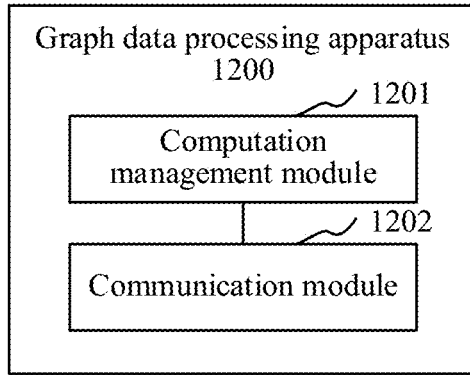 Graph data processing apparatus
1200
1201
Computation
management module
1202
Communication module